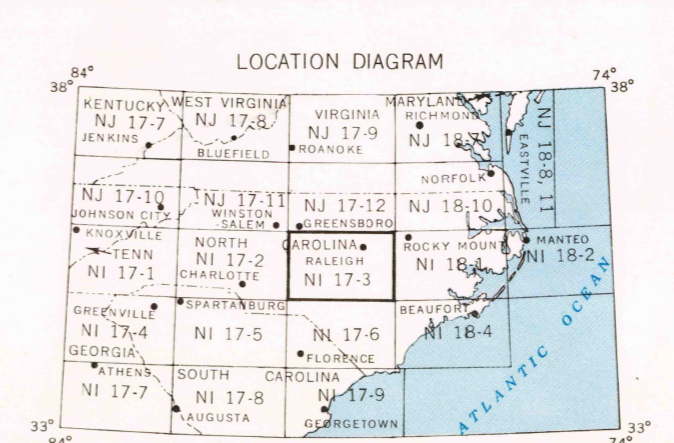 LOCATION DIAGRAM
84° 74°
38° 38°
KENTUCKY WEST VIRGINIA VIRGINIA MARYLAND
NJ 17-7 NJ 17-8 NJ 17-9 RICHMOND
JENKINS BLUEFIELD ROANOKE NJ 18-7
EASTVILLE
NJ 18-8, 11
NORFOLK
NJ 17-10 NJ 17-11 NJ 17-12 NJ 18-10
JOHNSON CITY WINSTON
-SALEM GREENSBORO
KNOXVILLE NORTH CAROLINA ROCKY MOUNT MANTEO
TENN NI 17-2 RALEIGH NI 18-1 NI 18-2
NI 17-1 CHARLOTTE NI 17-3
GREENVILLE SPARTANBURG BEAUFORT
NI 17-4 NI 17-5 NI 17-6 NI 18-4
GEORGIA FLORENCE
ATHENS SOUTH CAROLINA
NI 17-7 NI 17-8 NI 17-9
AUGUSTA GEORGETOWN
ATLANTIC OCEAN
33° 33°
84° 74°